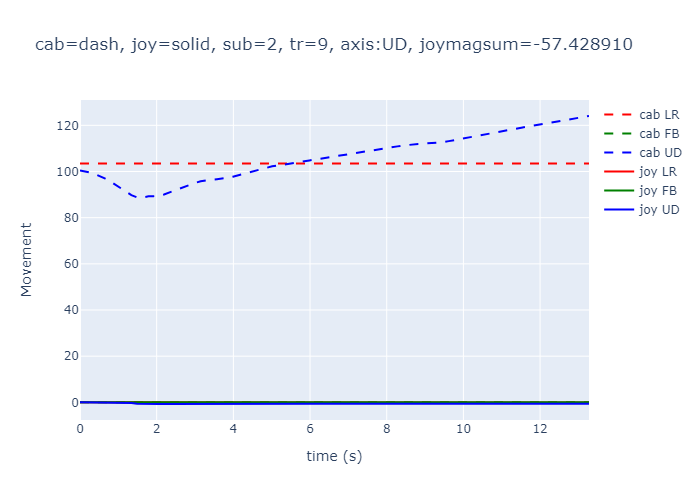 cab=dash, joy=solid, sub=2, tr=9, axis:UD, joymagsum=-57.428910
cab LR
cab FB
cab UD
joy LR
joy FB
joy UD
Movement
120
100
80
60
40
20
0
0 2 4 6 8 10 12
time (s)